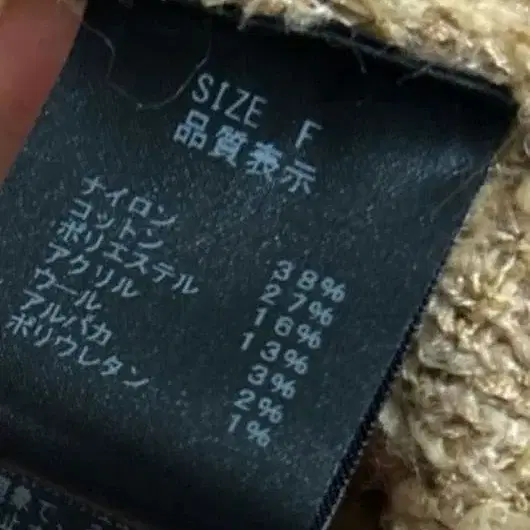 SIZE F
品質表示
ナイロン 38%
コットン 27%
ポリエステル 16%
アクリル 13%
ウール 3%
アルパカ 2%
ポリウレタン 1%